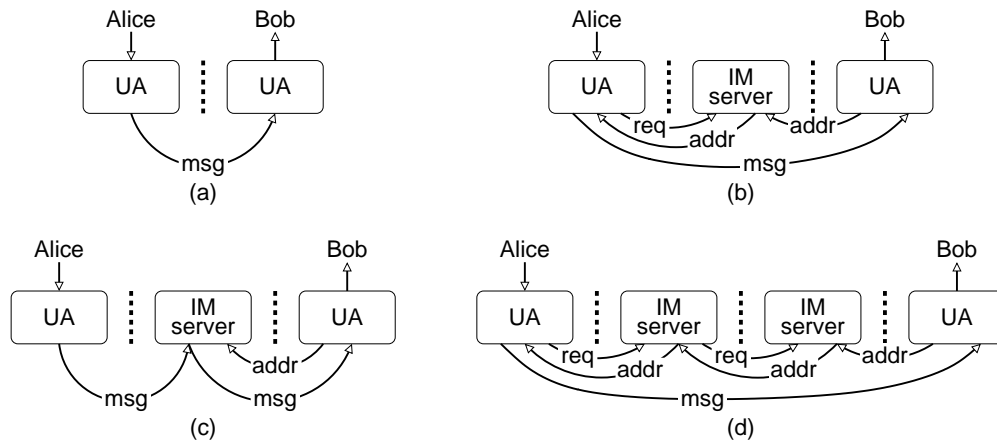 Alice Bob
UA UA
msg
(a)
Alice Bob
UA IM server UA
req addr addr
msg
(b)
Alice Bob
UA IM server UA
addr
msg msg
(c)
Alice Bob
UA IM server IM server UA
req addr req addr addr
msg
(d)